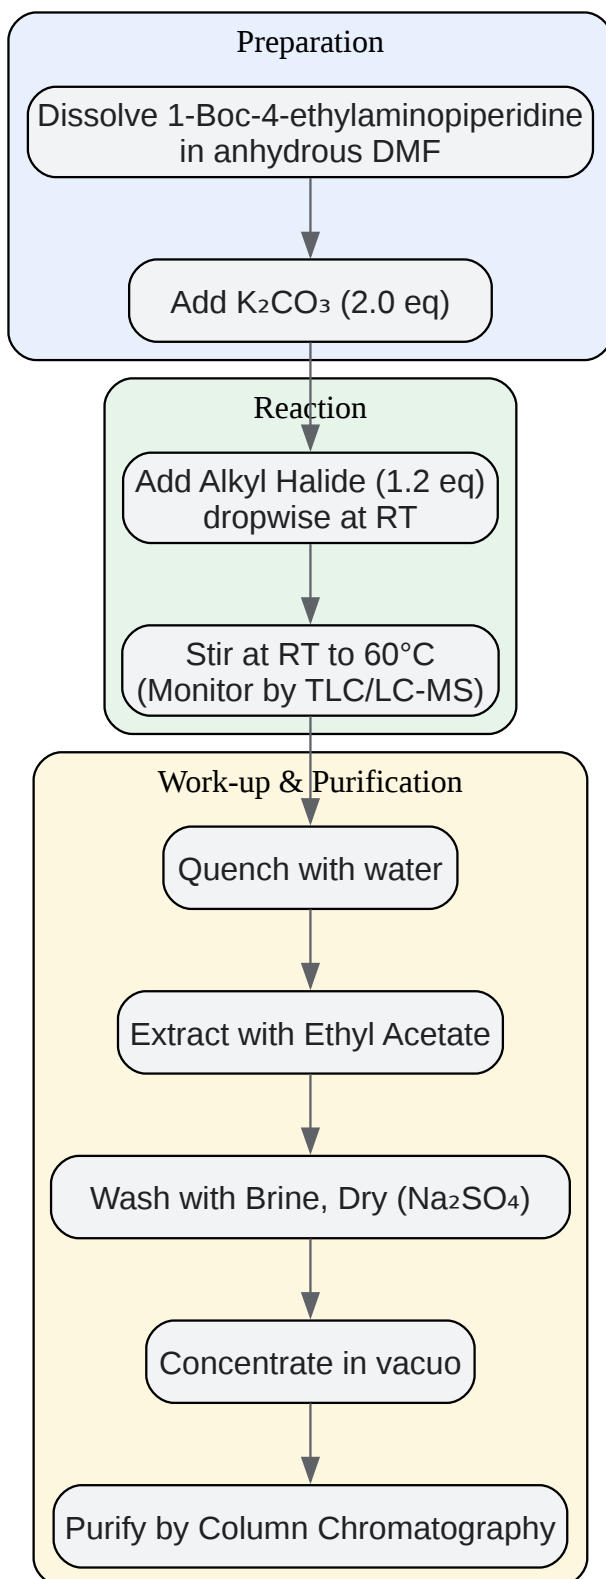 Preparation
Dissolve 1-Boc-4-ethylaminopiperidine
in anhydrous DMF
Add K₂CO₃ (2.0 eq)
Reaction
Add Alkyl Halide (1.2 eq)
dropwise at RT
Stir at RT to 60°C
(Monitor by TLC/LC-MS)
Work-up & Purification
Quench with water
Extract with Ethyl Acetate
Wash with Brine, Dry (Na₂SO₄)
Concentrate in vacuo
Purify by Column Chromatography